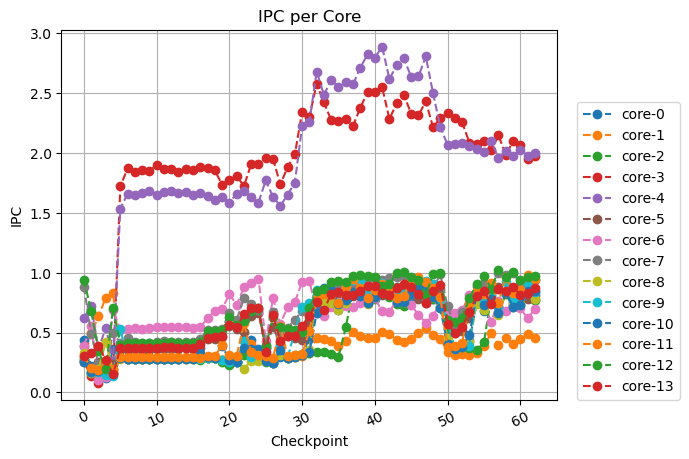 IPC per Core
3.0
2.5
2.0
1.5
1.0
0.5
0.0
IPC
0 10 20 30 40 50 60
Checkpoint
core-0
core-1
core-2
core-3
core-4
core-5
core-6
core-7
core-8
core-9
core-10
core-11
core-12
core-13